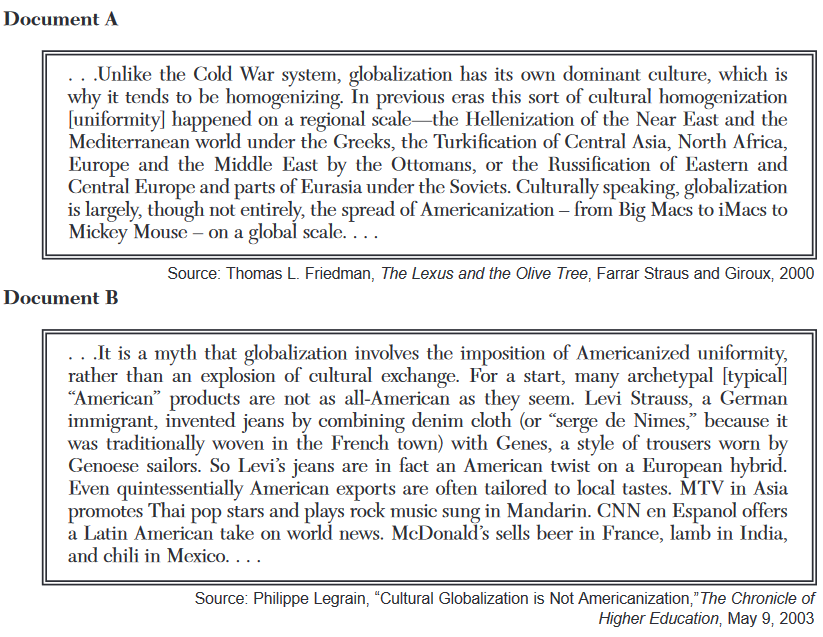 Document A
. . .Unlike the Cold War system, globalization has its own dominant culture, which is
why it tends to be homogenizing. In previous eras this sort of cultural homogenization
[uniformity] happened on a regional scale—the Hellenization of the Near East and the
Mediterranean world under the Greeks, the Turkification of Central Asia, North Africa,
Europe and the Middle East by the Ottomans, or the Russification of Eastern and
Central Europe and parts of Eurasia under the Soviets. Culturally speaking, globalization
is largely, though not entirely, the spread of Americanization – from Big Macs to iMacs to
Mickey Mouse – on a global scale. . . .
Source: Thomas L. Friedman, The Lexus and the Olive Tree, Farrar Straus and Giroux, 2000
Document B
. . .It is a myth that globalization involves the imposition of Americanized uniformity,
rather than an explosion of cultural exchange. For a start, many archetypal [typical]
“American” products are not as all-American as they seem. Levi Strauss, a German
immigrant, invented jeans by combining denim cloth (or “serge de Nimes,” because it
was traditionally woven in the French town) with Genes, a style of trousers worn by
Genoese sailors. So Levi’s jeans are in fact an American twist on a European hybrid.
Even quintessentially American exports are often tailored to local tastes. MTV in Asia
promotes Thai pop stars and plays rock music sung in Mandarin. CNN en Espanol offers
a Latin American take on world news. McDonald’s sells beer in France, lamb in India,
and chili in Mexico. . . .
Source: Philippe Legrain, “Cultural Globalization is Not Americanization,”The Chronicle of
Higher Education, May 9, 2003